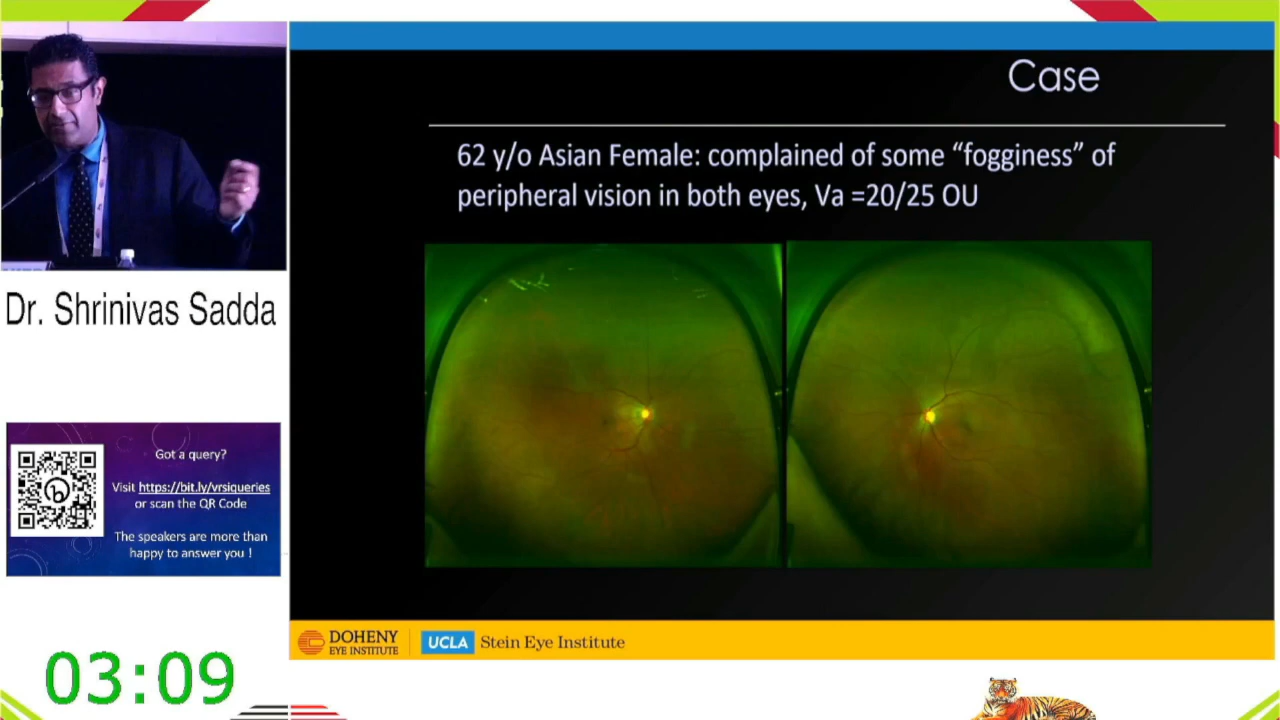 Case
62 y/o Asian Female: complained of some “fogginess” of
peripheral vision in both eyes, Va =20/25 OU
Dr. Shrinivas Sadda
Got a query?
Visit https://bit.ly/vrsiqueries
or scan the QR Code
The speakers are more than
happy to answer you !
DOHENY
EYE INSTITUTE
UCLA Stein Eye Institute
03:09